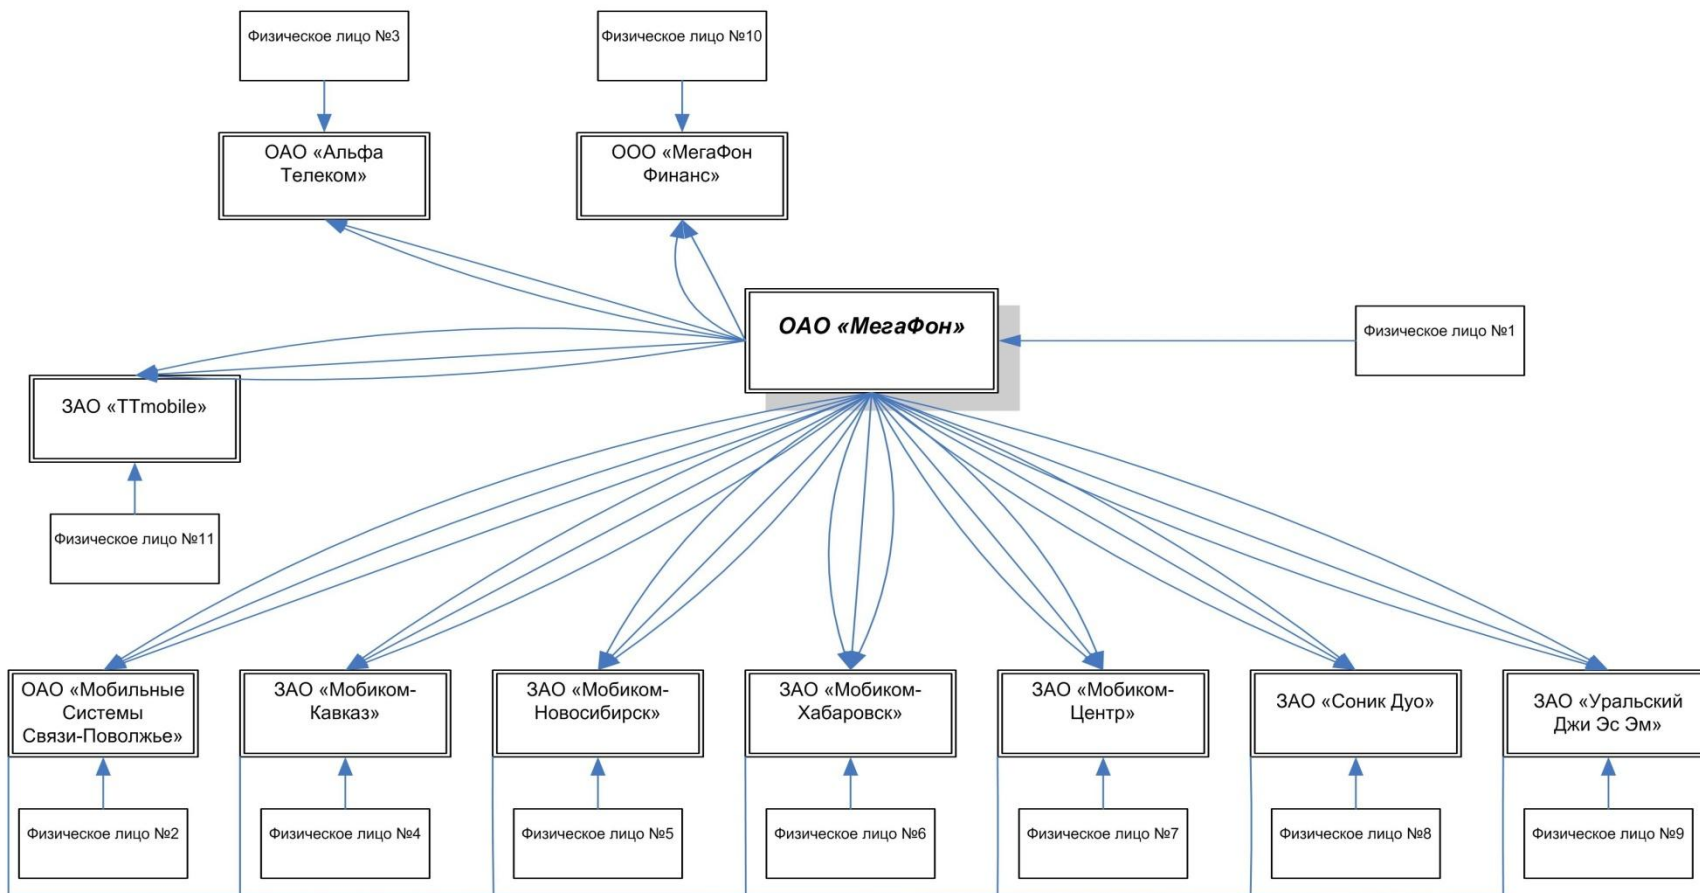 Физическое лицо №3
Физическое лицо №10
ОАО «Альфа
Телеком»
ООО «МегаФон
Финанс»
ОАО «МегаФон»
Физическое лицо №1
ЗАО «TTmobile»
Физическое лицо №11
ОАО «Мобильные
Системы
Связи-Поволжье»
ЗАО «Мобиком-
Кавказ»
ЗАО «Мобиком-
Новосибирск»
ЗАО «Мобиком-
Хабаровск»
ЗАО «Мобиком-
Центр»
ЗАО «Соник Дуо»
ЗАО «Уральский
Джи Эс Эм»
Физическое лицо №2
Физическое лицо №4
Физическое лицо №5
Физическое лицо №6
Физическое лицо №7
Физическое лицо №8
Физическое лицо №9